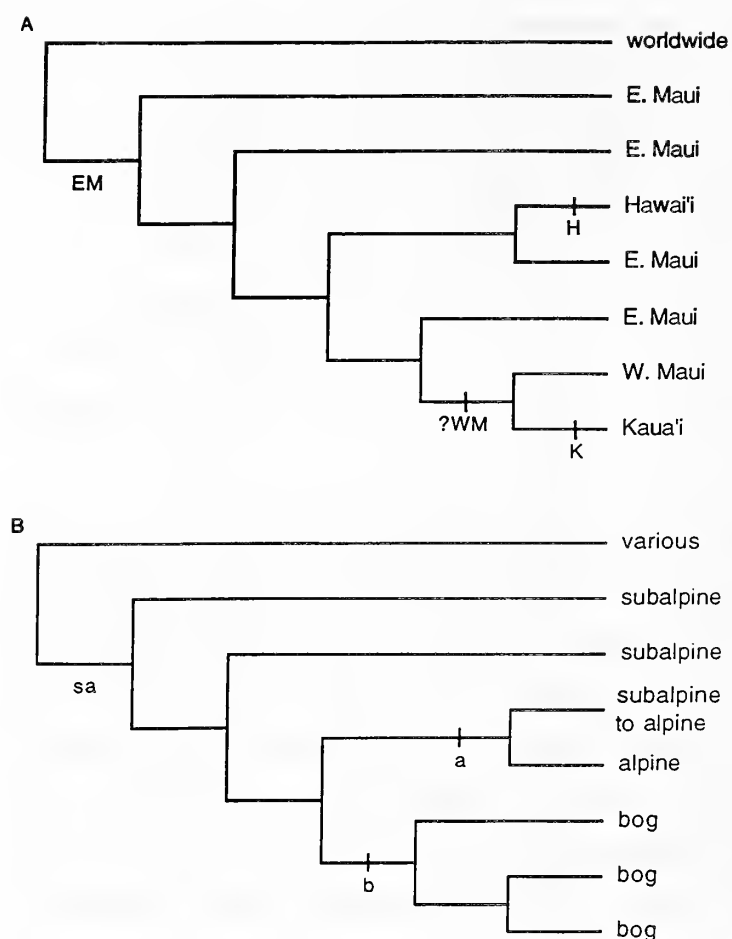 A
worldwide
E. Maui
EM
E. Maui
Hawai'i
H
E. Maui
E. Maui
W. Maui
?WM
Kaua'i
K
B
various
subalpine
subalpine
sa
subalpine
to alpine
a
alpine
bog
b
bog
bog